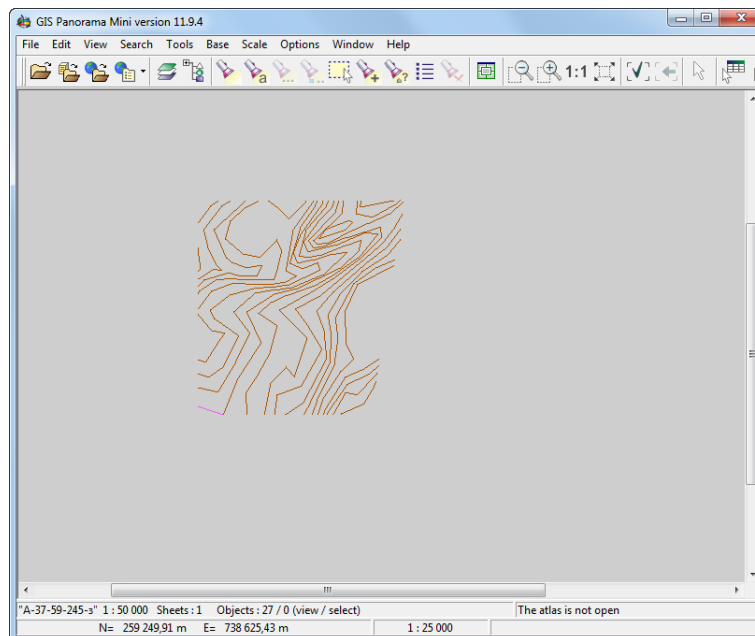 GIS Panorama Mini version 11.9.4
File Edit View Search Tools Base Scale Options Window Help
a ? 1:1
"А-37-59-245-з" 1 : 50 000 Sheets : 1 Objects : 27 / 0 (view / select) The atlas is not open
N= 259 249,91 m E= 738 625,43 m 1 : 25 000